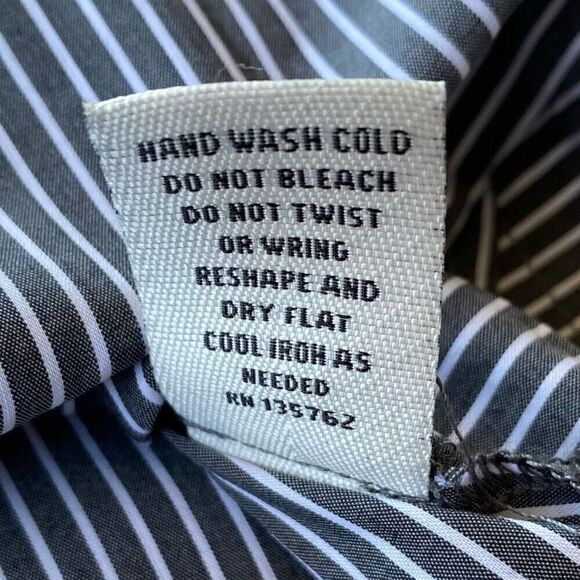 HAND WASH COLD
DO NOT BLEACH
DO NOT TWIST
OR WRING
RESHAPE AND
DRY FLAT
COOL IRON AS
NEEDED
RN 135762